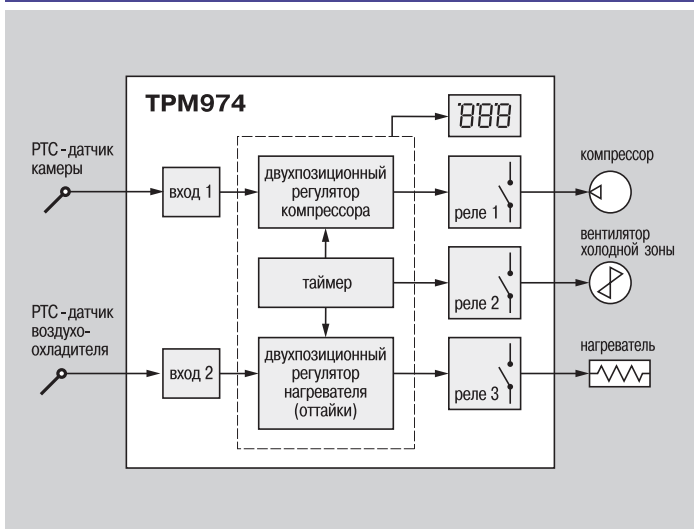 ТРМ974
888
РТС - датчик
камеры
вход 1
двухпозиционный
регулятор
компрессора
реле 1
компрессор
таймер
реле 2
вентилятор
холодной зоны
РТС - датчик
воздухо-
охладителя
вход 2
двухпозиционный
регулятор
нагревателя
(оттайки)
реле 3
нагреватель